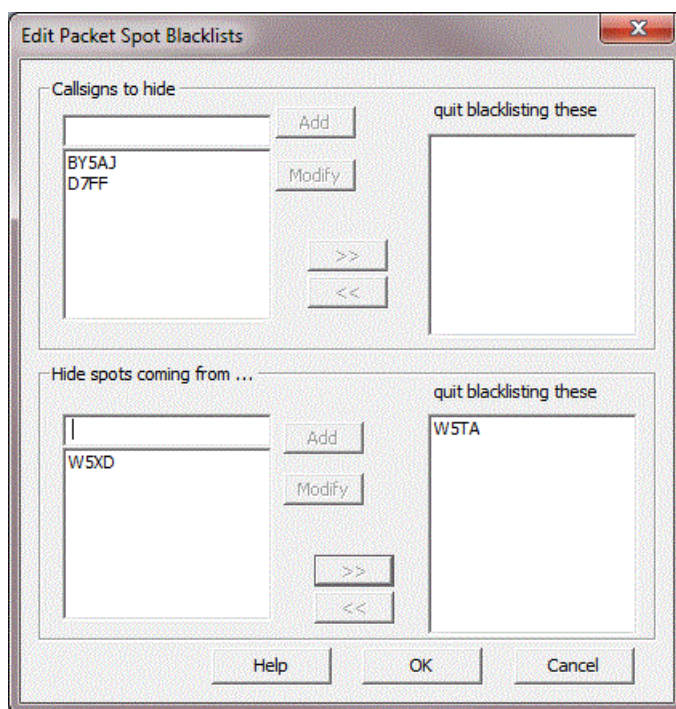 Edit Packet Spot Blacklists
X
Callsigns to hide
quit blacklisting these
Add
BY5AJ
D7FF
Modify
>>
<<
Hide spots coming from ...
quit blacklisting these
Add
W5TA
W5XD
Modify
>>
<<
Help
OK
Cancel